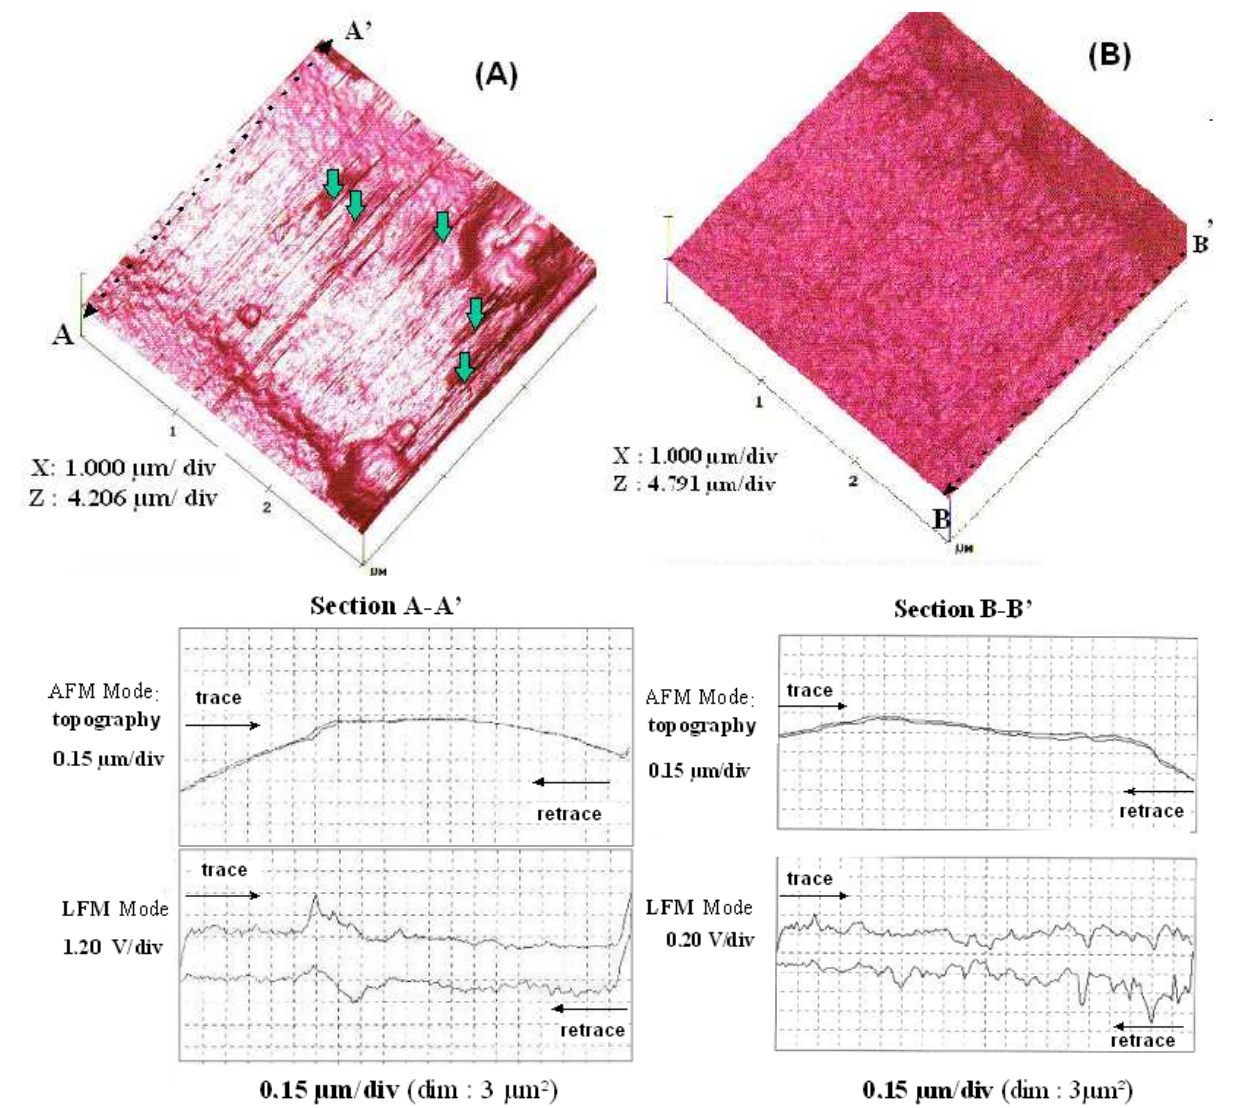 A’
(A)
A
1
2
µM
X: 1.000 µm/ div
Z : 4.206 µm/ div
(B)
B’
1
2
B
µM
X : 1.000 µm/div
Z : 4.791 µm/div
Section A-A’
AFM Mode:
topography
0.15 µm/div
trace
retrace
LFM Mode
1.20 V/div
trace
retrace
0.15 µm/div (dim : 3 µm²)
Section B-B’
AFM Mode:
topography
0.15 µm/div
trace
retrace
LFM Mode
0.20 V/div
trace
retrace
0.15 µm/div (dim : 3µm²)